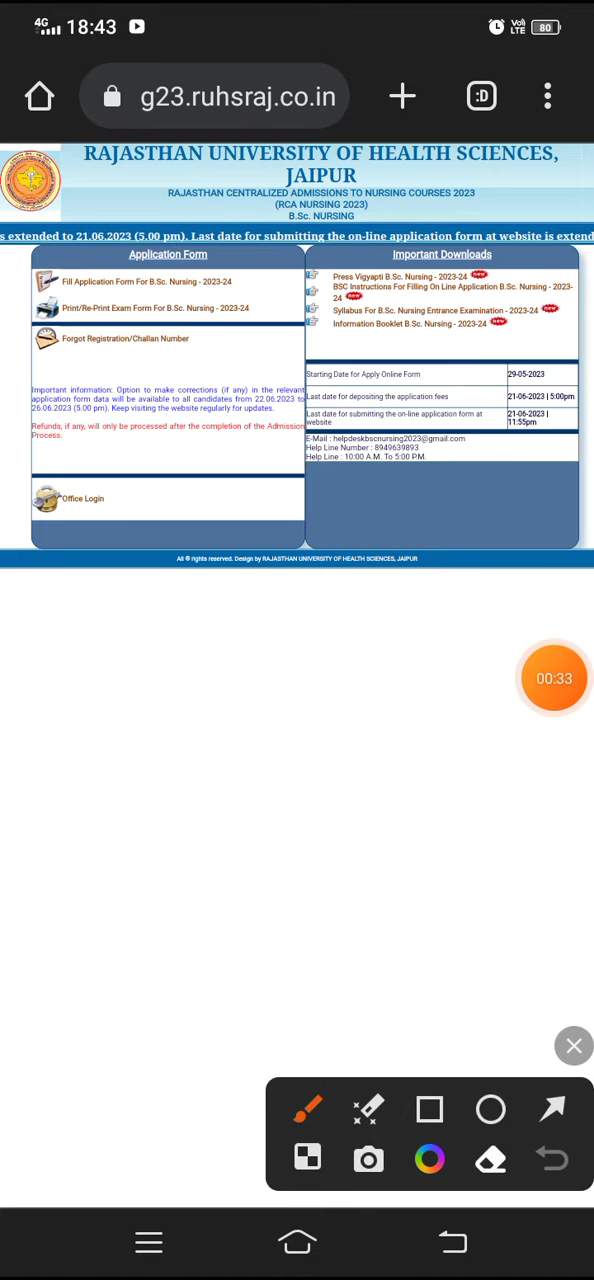 4G 18:43 Vo) LTE 80
g23.ruhsraj.co.in :D
RAJASTHAN UNIVERSITY OF HEALTH SCIENCES,
JAIPUR
RAJASTHAN CENTRALIZED ADMISSIONS TO NURSING COURSES 2023
(RCA NURSING 2023)
B.Sc. NURSING
s extended to 21.06.2023 (5.00 pm). Last date for submitting the on-line application form at website is extend
Application Form
Fill Application Form For B.Sc. Nursing - 2023-24
Print/Re-Print Exam Form For B.Sc. Nursing - 2023-24
Forgot Registration/Challan Number
Important information: Option to make corrections (if any) in the relevant
application form data will be available to all candidates from 22.06.2023 to
26.06.2023 (5.00 pm). Keep visiting the website regularly for updates.
Refunds, if any, will only be processed after the completion of the Admission
Process.
Office Login
Important Downloads
Press Vigyapti B.Sc. Nursing - 2023-24 new
BSC Instructions For Filling On Line Application B.Sc. Nursing - 2023-
24 new
Syllabus For B.Sc. Nursing Entrance Examination - 2023-24 new
Information Booklet B.Sc. Nursing - 2023-24 new
Starting Date for Apply Online Form 29-05-2023
Last date for depositing the application fees 21-06-2023 | 5:00pm
Last date for submitting the on-line application form at 21-06-2023 |
website 11:55pm
E-Mail : helpdeskbscnursing2023@gmail.com
Help Line Number : 8949639893
Help Line : 10:00 A.M. To 5:00 P.M.
All ® rights reserved. Design by RAJASTHAN UNIVERSITY OF HEALTH SCIENCES, JAIPUR
00:33